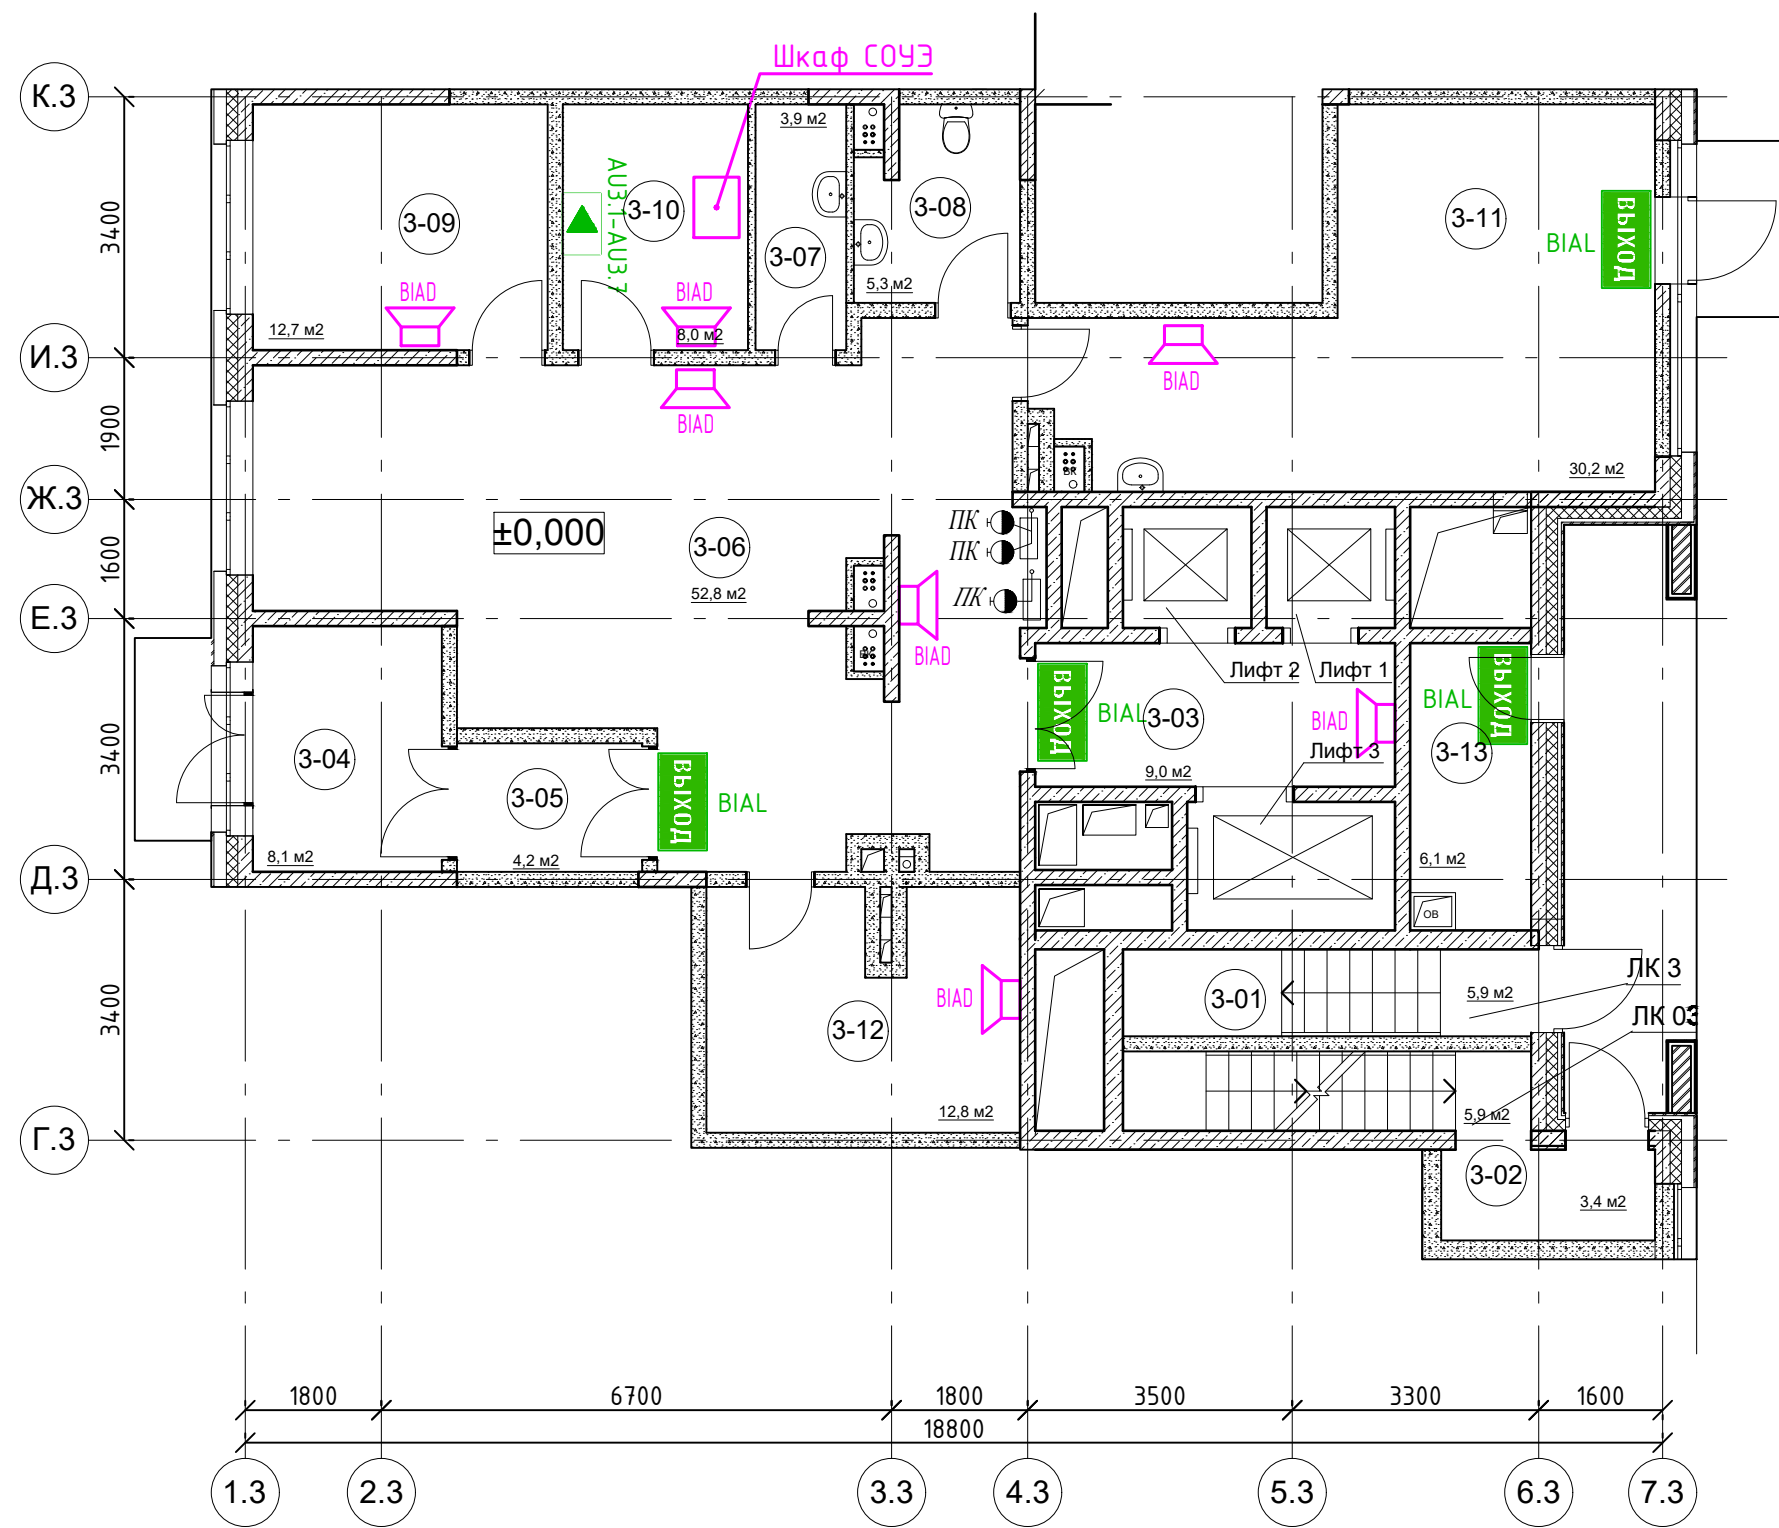 Шкаф СОУЭ
К.3
3,9 м2
3-09
AU3.1-AU3.7
3-10
3-08
3-11
ВЫХОД
BIAL
3400
3-07
5,3 м2
BIAD
BIAD
12,7 м2
8,0 м2
И.3
BIAD
BIAD
1900
ВК
30,2 м2
Ж.3
±0,000
3-06
ПК
ПК
ПК
1600
52,8 м2
Е.3
BIAD
Лифт 2
Лифт 1
ВЫХОД
BIAL
3-03
BIAD
BIAL
ВЫХОД
3-13
Лифт 3
3400
3-04
3-05
ВЫХОД
BIAL
9,0 м2
8,1 м2
4,2 м2
6,1 м2
Д.3
ОВ
3400
BIAD
3-12
3-01
5,9 м2
ЛК 3
ЛК 03
12,8 м2
5,9 м2
Г.3
3-02
3,4 м2
1800
6700
1800
3500
3300
1600
18800
1.3
2.3
3.3
4.3
5.3
6.3
7.3